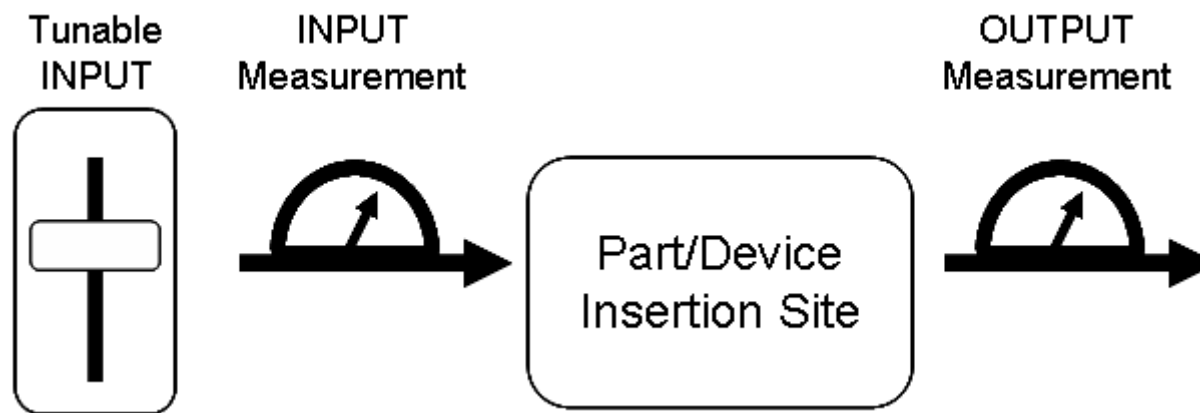 Tunable
INPUT
INPUT
Measurement
OUTPUT
Measurement
Part/Device
Insertion Site